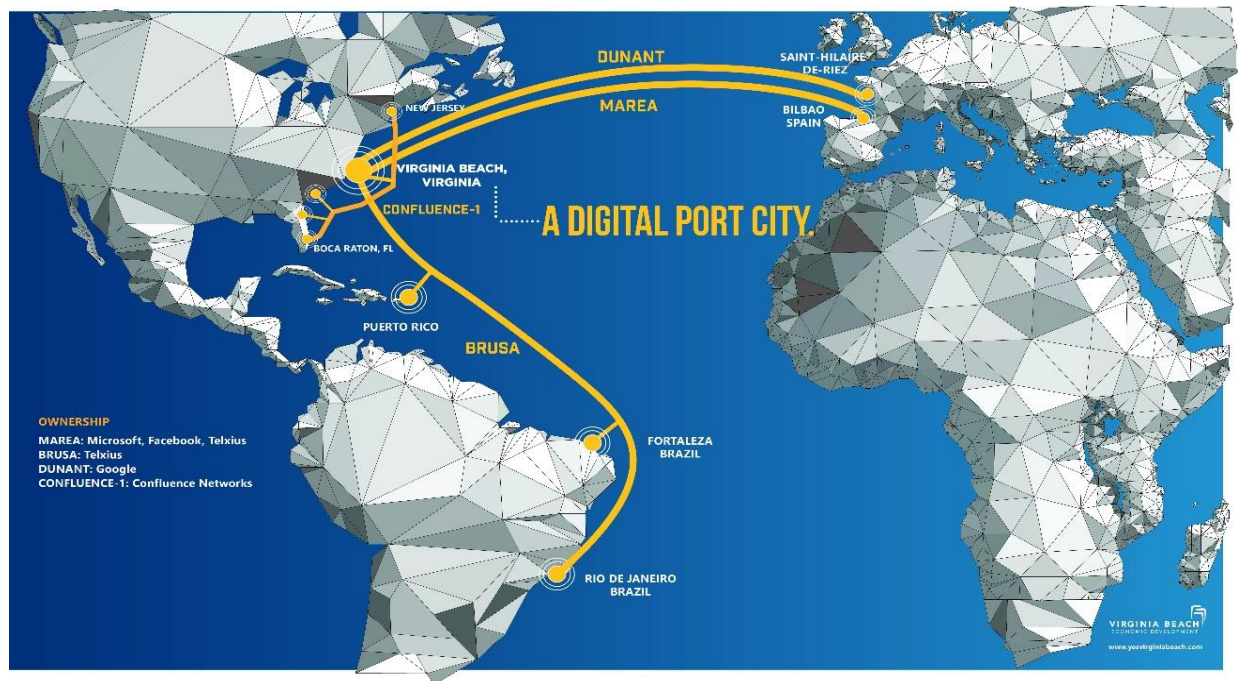 DUNANT
MAREA
SAINT-HILAIRE
DE-RIEZ
BILBAO
SPAIN
NEW JERSEY
VIRGINIA BEACH,
VIRGINIA
CONFLUENCE-1
A DIGITAL PORT CITY.
BOCA RATON, FL
PUERTO RICO
BRUSA
FORTALEZA
BRAZIL
RIO DE JANEIRO
BRAZIL
OWNERSHIP
MAREA: Microsoft, Facebook, Telxius
BRUSA: Telxius
DUNANT: Google
CONFLUENCE-1: Confluence Networks
VIRGINIA BEACH
ECONOMIC DEVELOPMENT
www.yesvirginiabeach.com